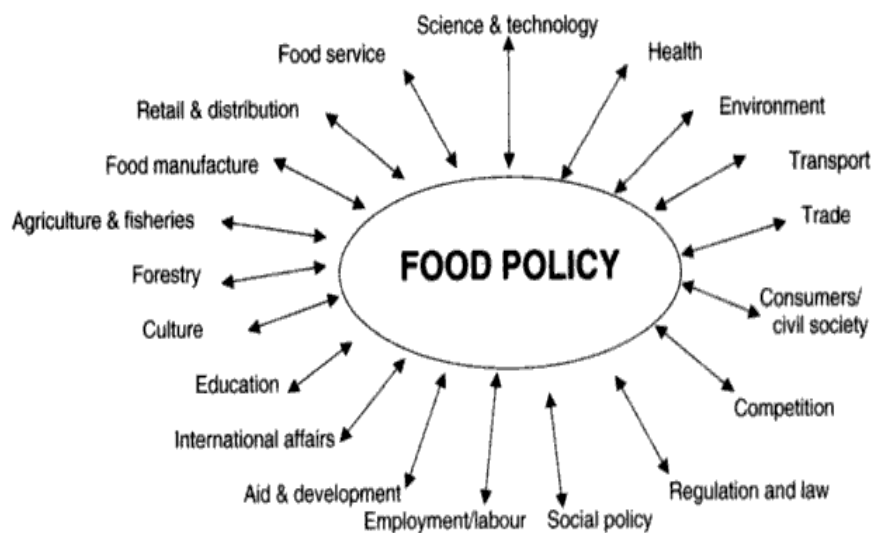 Science & technology
Food service
Health
Retail & distribution
Environment
Food manufacture
Transport
Agriculture & fisheries
Trade
FOOD POLICY
Forestry
Consumers/
civil society
Culture
Education
Competition
International affairs
Aid & development
Regulation and law
Employment/labour
Social policy